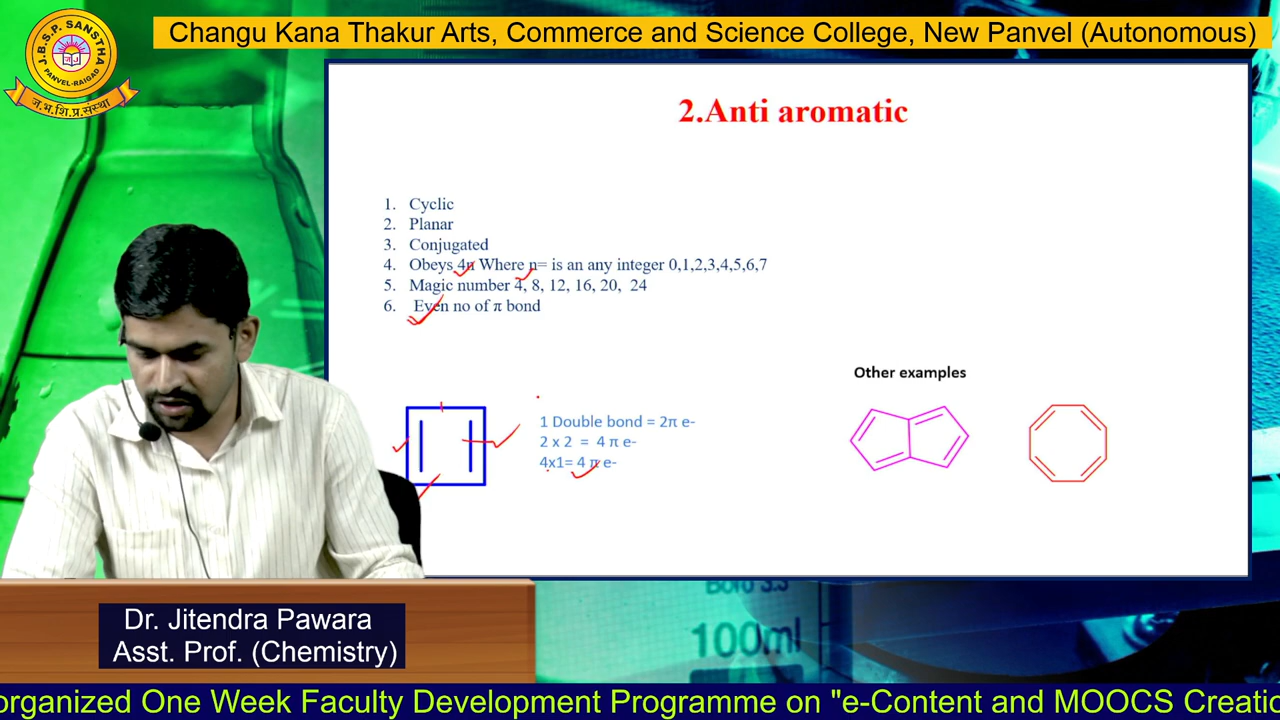 Changu Kana Thakur Arts, Commerce and Science College, New Panvel (Autonomous)
J.B.S.P. SANSTHA
PANVEL-RAIGAD
ज.भ.शि.प्र.संस्था
2.Anti aromatic
1. Cyclic
2. Planar
3. Conjugated
4. Obeys 4n Where n= is an any integer 0,1,2,3,4,5,6,7
5. Magic number 4, 8, 12, 16, 20, 24
6. Even no of π bond
Other examples
1 Double bond = 2π e-
2 x 2 = 4 π e-
4x1= 4 π e-
100ml
Dr. Jitendra Pawara
Asst. Prof. (Chemistry)
organized One Week Faculty Development Programme on "e-Content and MOOCS Creatio